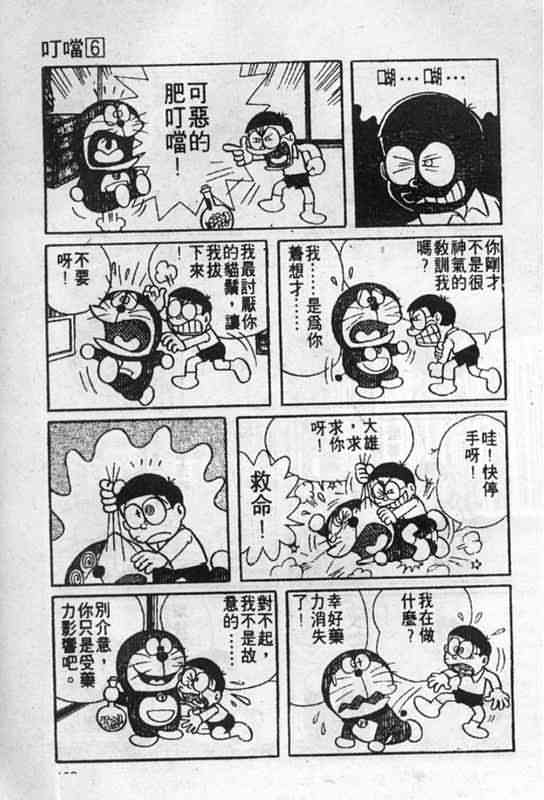 叮噹6
𡃁…𡃁…
可惡的
肥叮噹！
你剛才
不是很
神氣的
教訓我
嗎？
我……是爲你
着想才……
我最討厭你
的貓鬚，讓
我拔
下來
！
不要
呀！
哇！快停
手呀！
大雄
，求
求你
呀！
救命！
我在做
什麼？
幸好藥
力消失
了！
對不起，
我不是故
意的……
別介意，
你只是受藥
力影響吧。